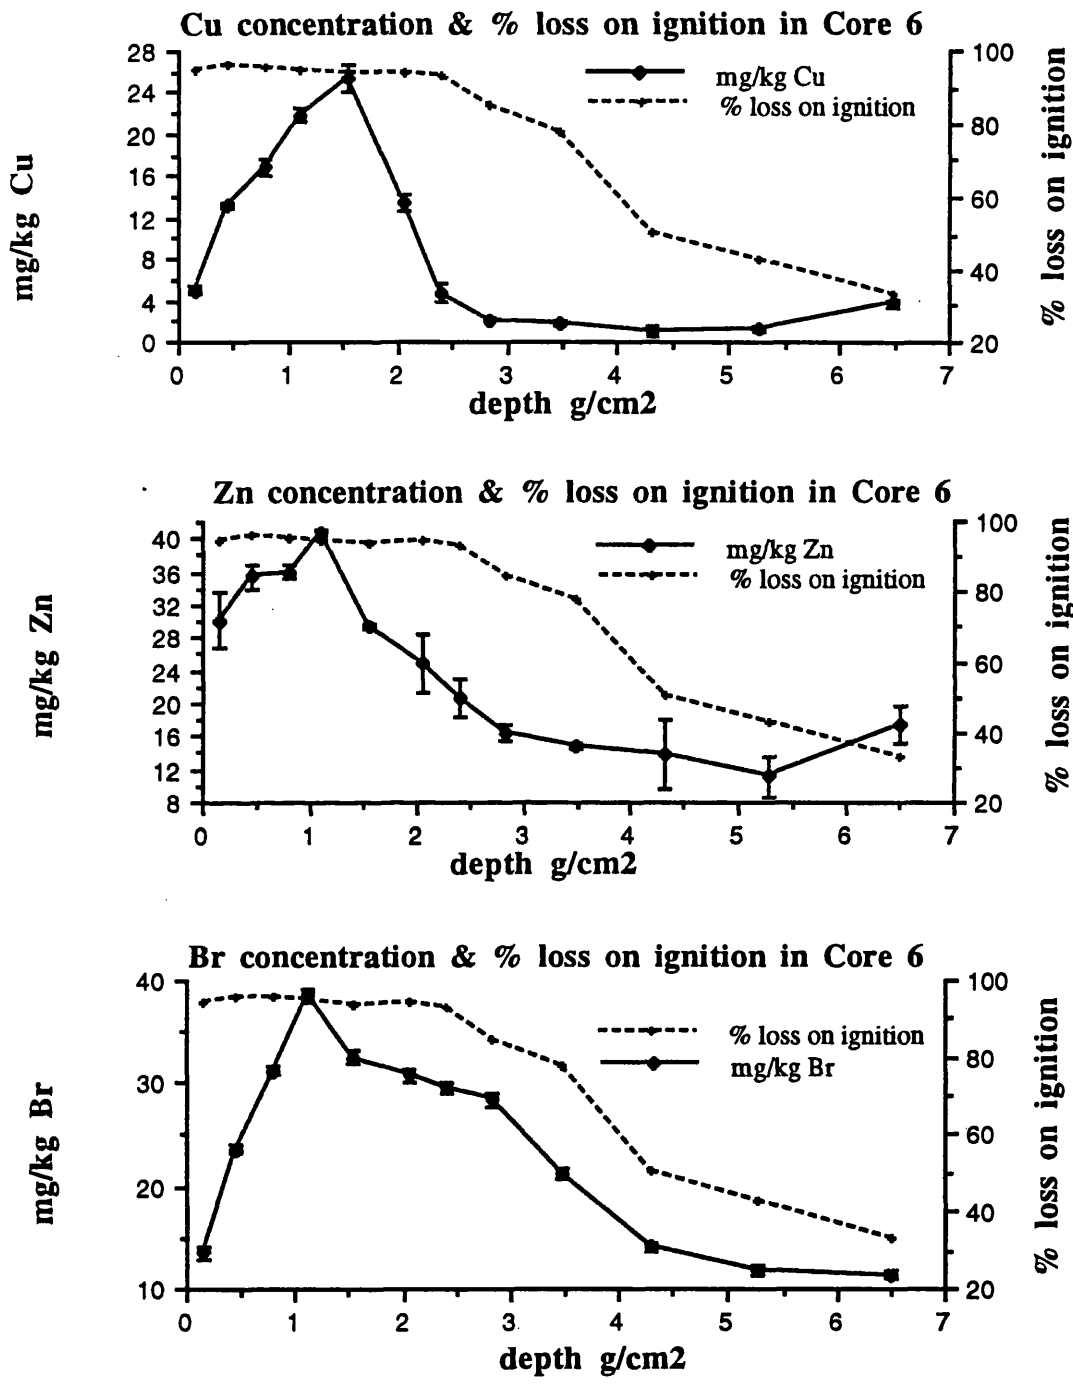 Cu concentration & % loss on ignition in Core 6
28
24
20
16
12
8
4
0
mg/kg Cu
100
80
60
40
20
% loss on ignition
mg/kg Cu
% loss on ignition
0 1 2 3 4 5 6 7
depth g/cm2
Zn concentration & % loss on ignition in Core 6
40
36
32
28
24
20
16
12
8
mg/kg Zn
100
80
60
40
20
% loss on ignition
mg/kg Zn
% loss on ignition
0 1 2 3 4 5 6 7
depth g/cm2
Br concentration & % loss on ignition in Core 6
40
30
20
10
mg/kg Br
100
80
60
40
20
% loss on ignition
% loss on ignition
mg/kg Br
0 1 2 3 4 5 6 7
depth g/cm2